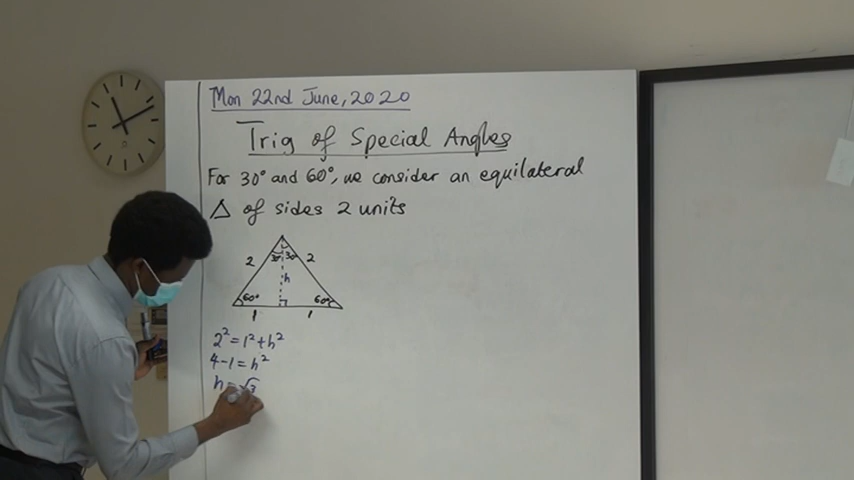 Mon 22nd June, 2020
Trig of Special Angles
For 30° and 60°, we consider an equilateral
△ of sides 2 units
2 30° 30° 2
h
60° 60°
1 1
2² = 1² + h²
4 - 1 = h²
h = √3